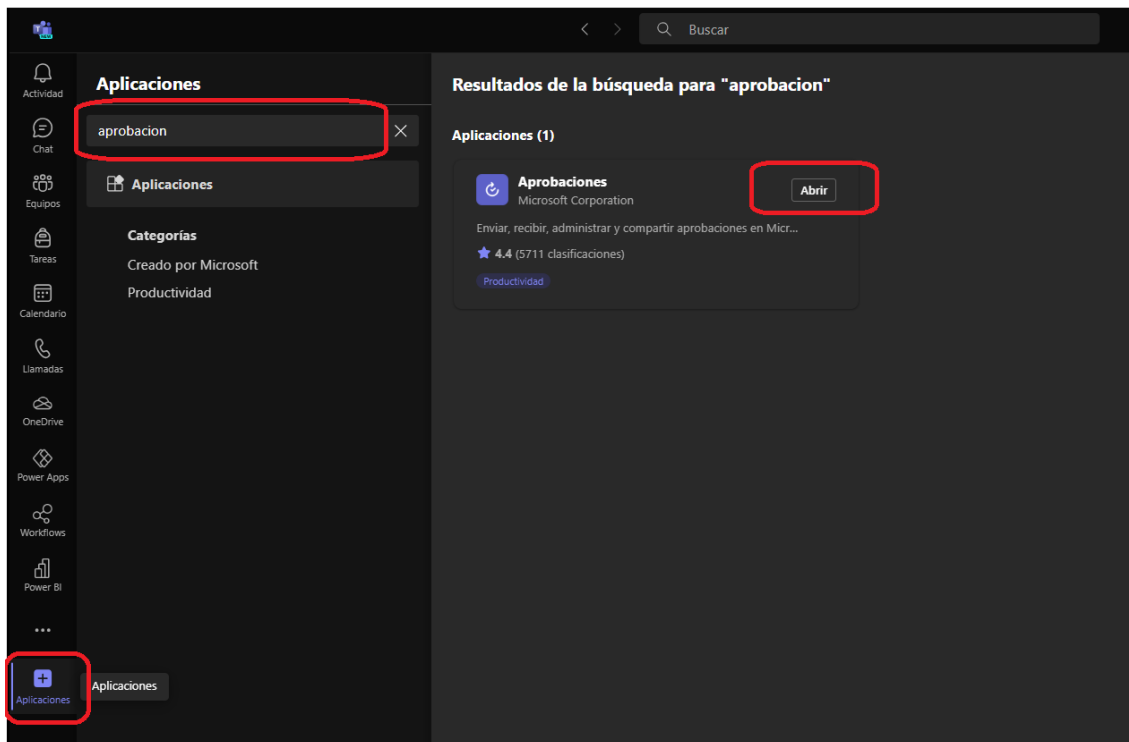 Buscar
Actividad
Chat
Equipos
Tareas
Calendario
Llamadas
OneDrive
Power Apps
Workflows
Power BI
Aplicaciones
Aplicaciones
Aplicaciones
aprobacion
Aplicaciones
Categorías
Creado por Microsoft
Productividad
Resultados de la búsqueda para "aprobacion"
Aplicaciones (1)
Aprobaciones
Microsoft Corporation
Abrir
Enviar, recibir, administrar y compartir aprobaciones en Micr...
4.4 (5711 clasificaciones)
Productividad